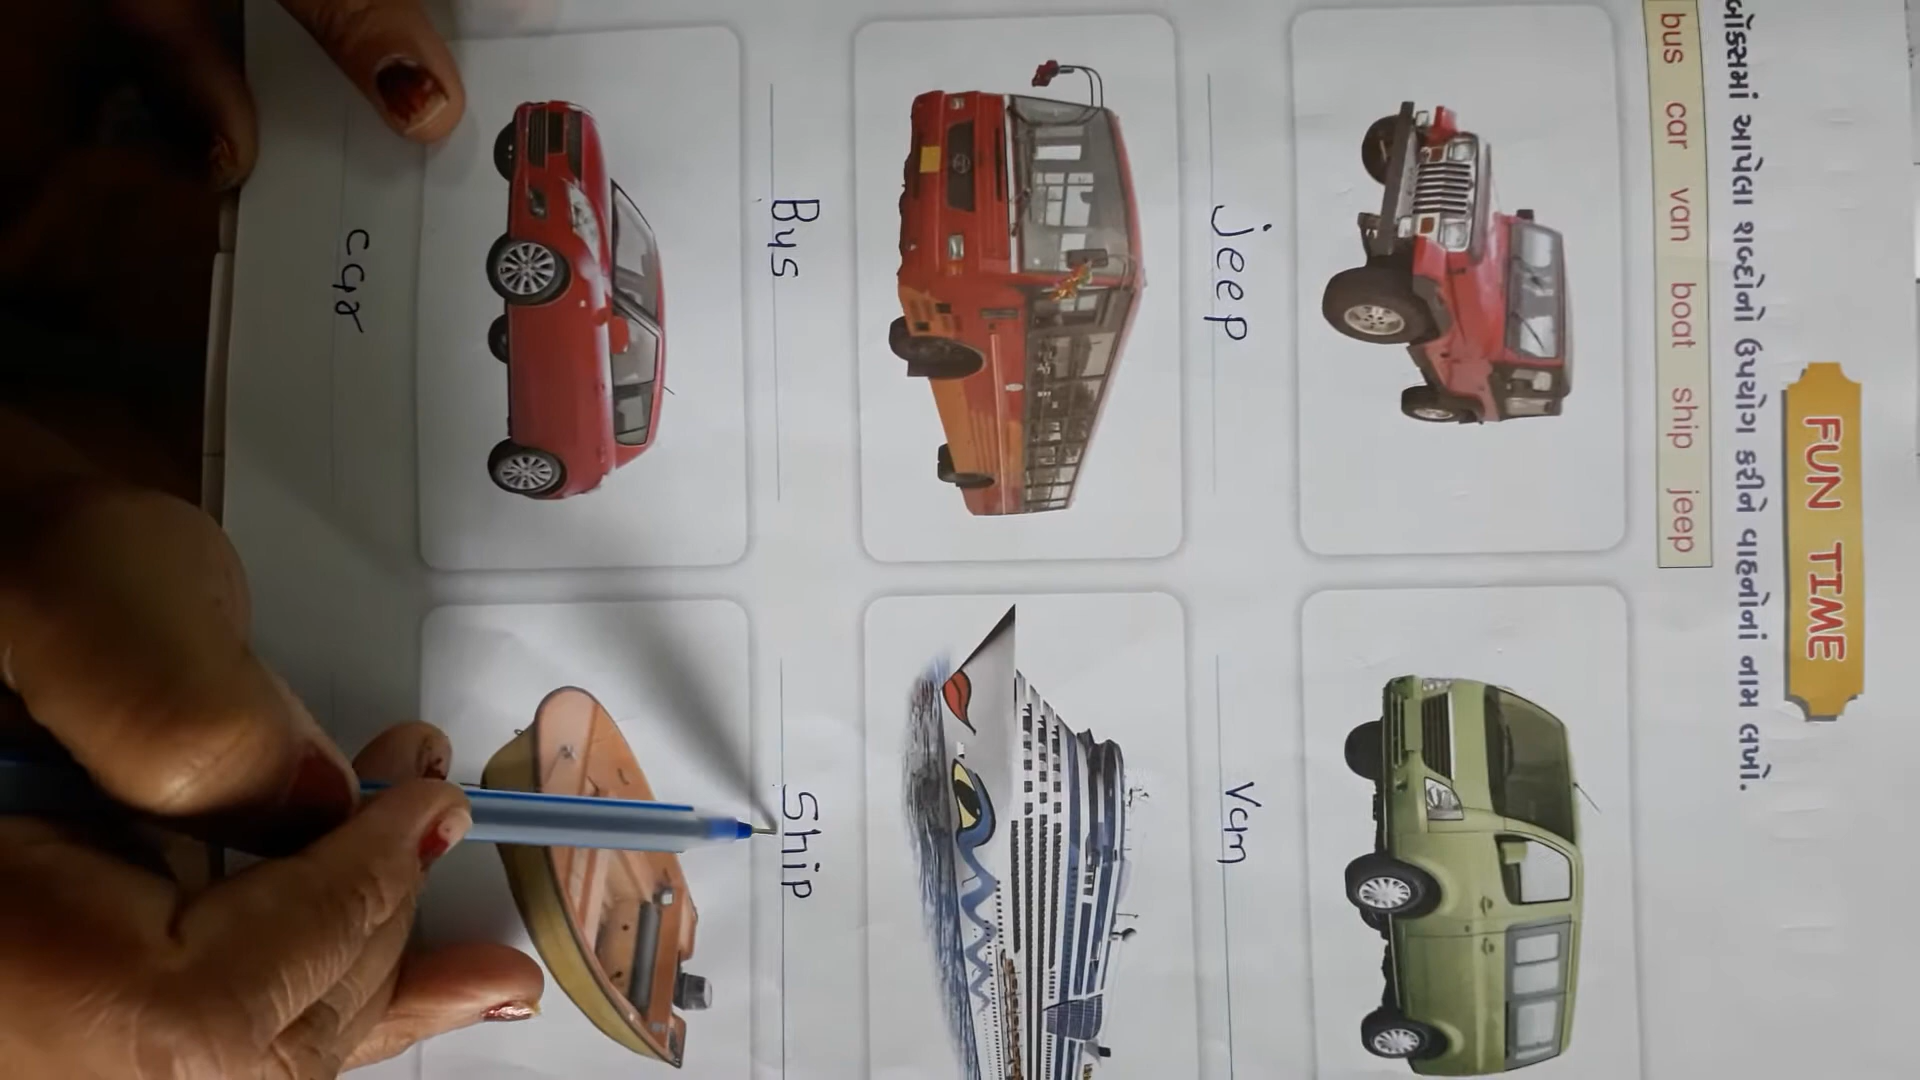 FUN TIME
બૉક્સમાં આપેલા શબ્દોનો ઉપયોગ કરીને વાહનોનાં નામ લખો.
bus car van boat ship jeep
jeep
Van
Bus
Ship
car